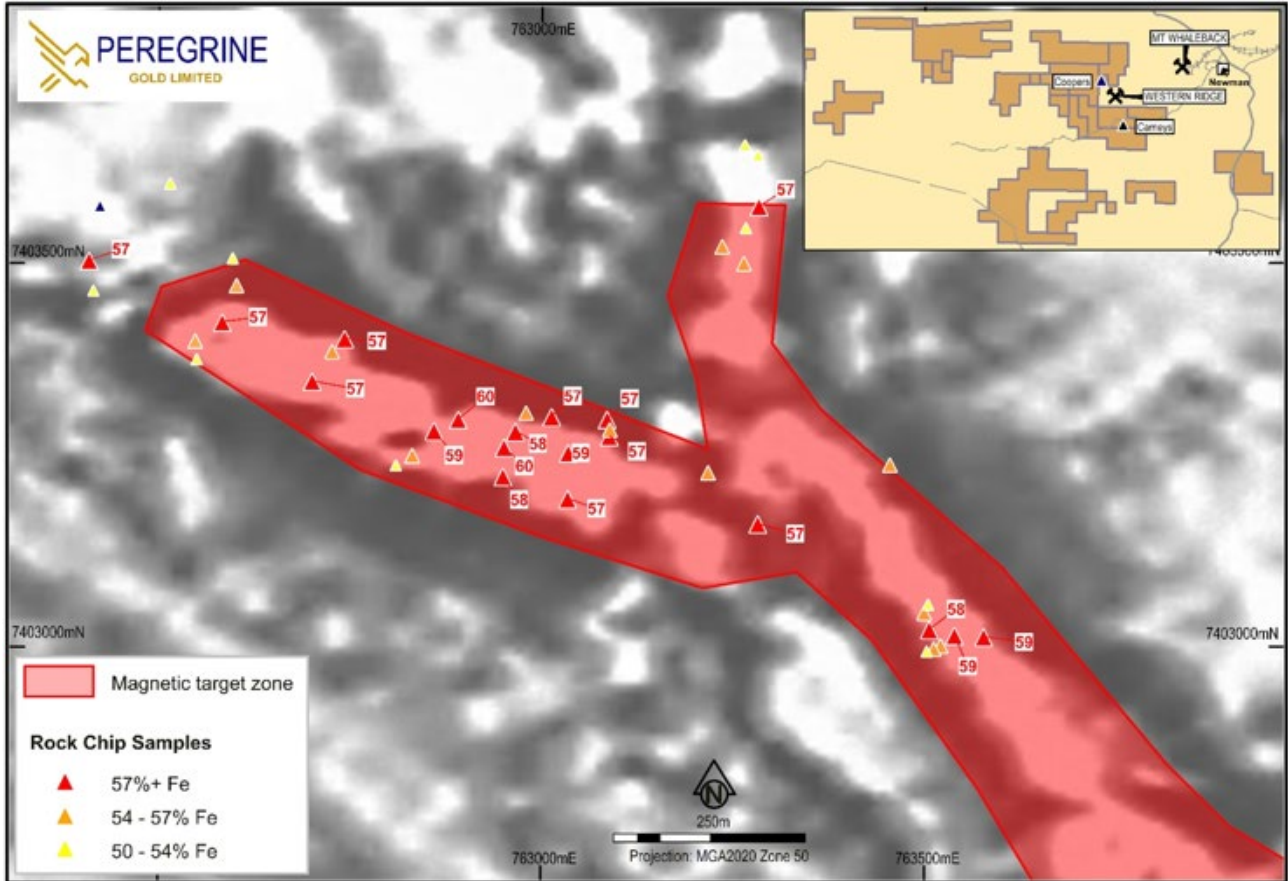 PEREGRINE
GOLD LIMITED
763000mE
MT WHALEBACK
Coopers
Newman
WESTERN RIDGE
Carneys
57
57
7403500mN
7403500mN
57
57
57
60
57
57
59
58
59
57
60
58
57
57
58
59
59
7403000mN
7403000mN
Magnetic target zone
Rock Chip Samples
57%+ Fe
54 - 57% Fe
50 - 54% Fe
N
250m
Projection: MGA2020 Zone 50
763000mE
763500mE